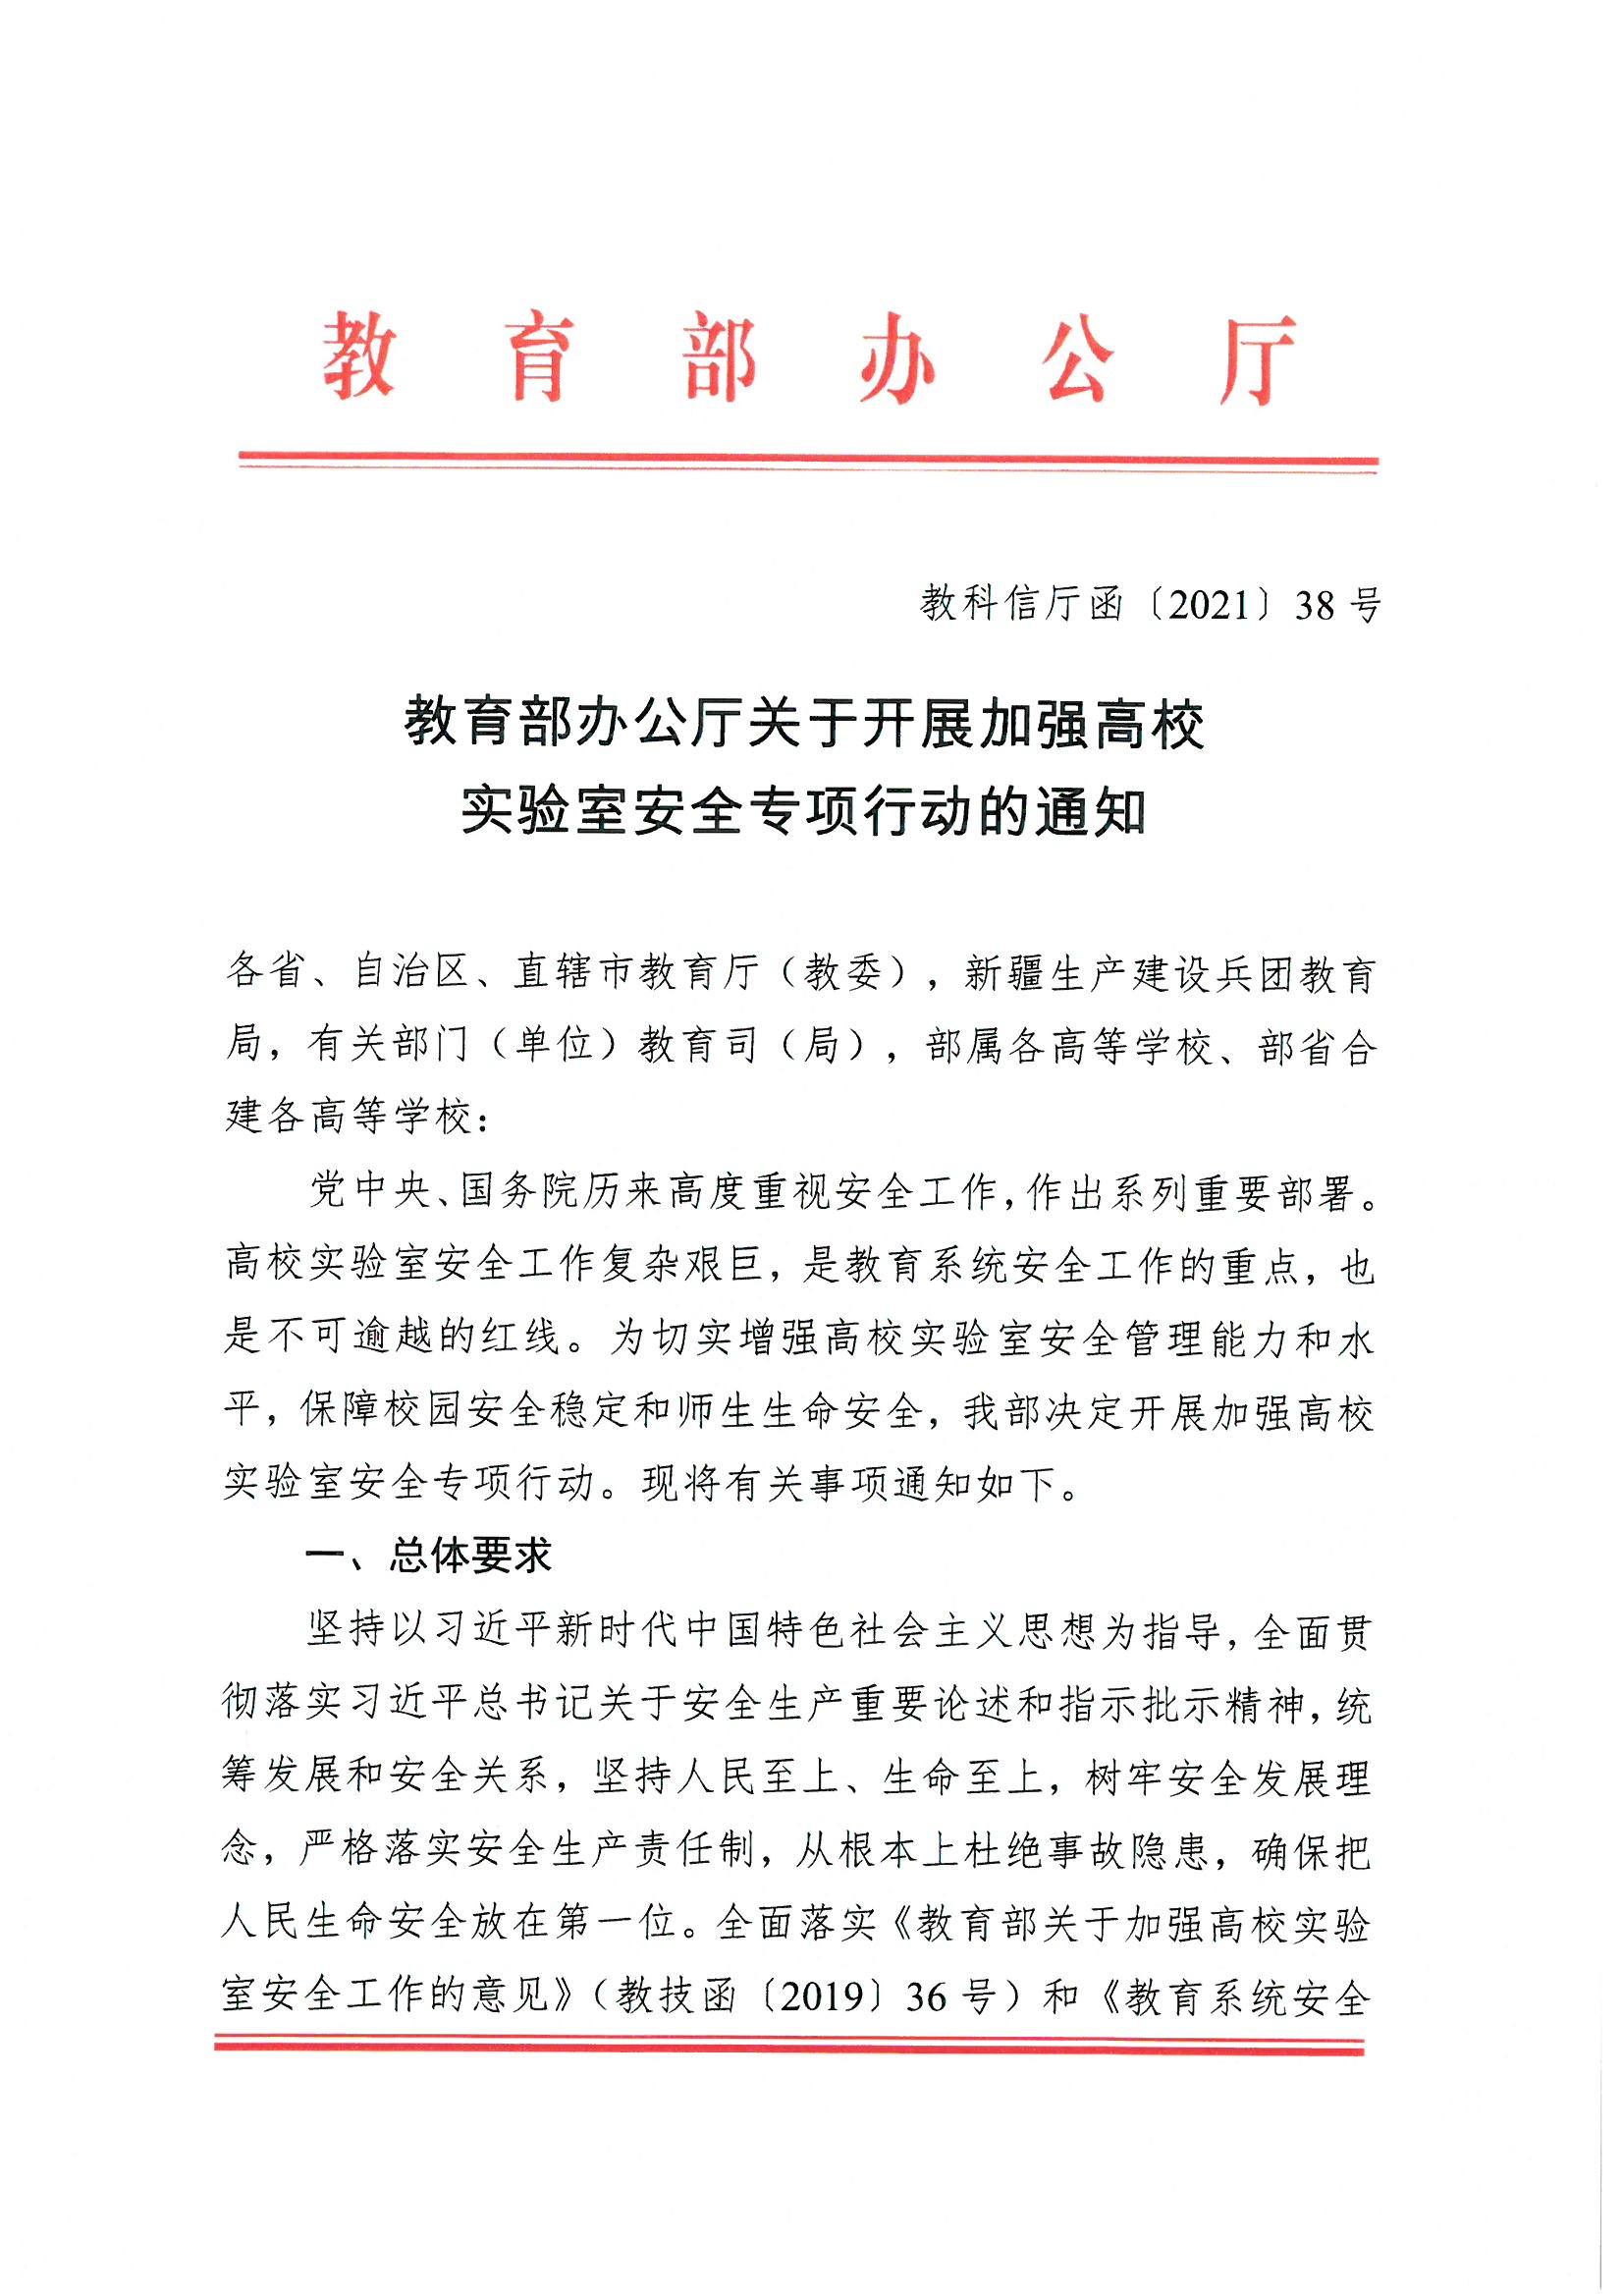 教育部办公厅
教科信厅函〔2021〕38 号
教育部办公厅关于开展加强高校
实验室安全专项行动的通知
各省、自治区、直辖市教育厅（教委），新疆生产建设兵团教育
局，有关部门（单位）教育司（局），部属各高等学校、部省合
建各高等学校：
党中央、国务院历来高度重视安全工作，作出系列重要部署。
高校实验室安全工作复杂艰巨，是教育系统安全工作的重点，也
是不可逾越的红线。为切实增强高校实验室安全管理能力和水
平，保障校园安全稳定和师生生命安全，我部决定开展加强高校
实验室安全专项行动。现将有关事项通知如下。
一、总体要求
坚持以习近平新时代中国特色社会主义思想为指导，全面贯
彻落实习近平总书记关于安全生产重要论述和指示批示精神，统
筹发展和安全关系，坚持人民至上、生命至上，树牢安全发展理
念，严格落实安全生产责任制，从根本上杜绝事故隐患，确保把
人民生命安全放在第一位。全面落实《教育部关于加强高校实验
室安全工作的意见》（教技函〔2019〕36 号）和《教育系统安全